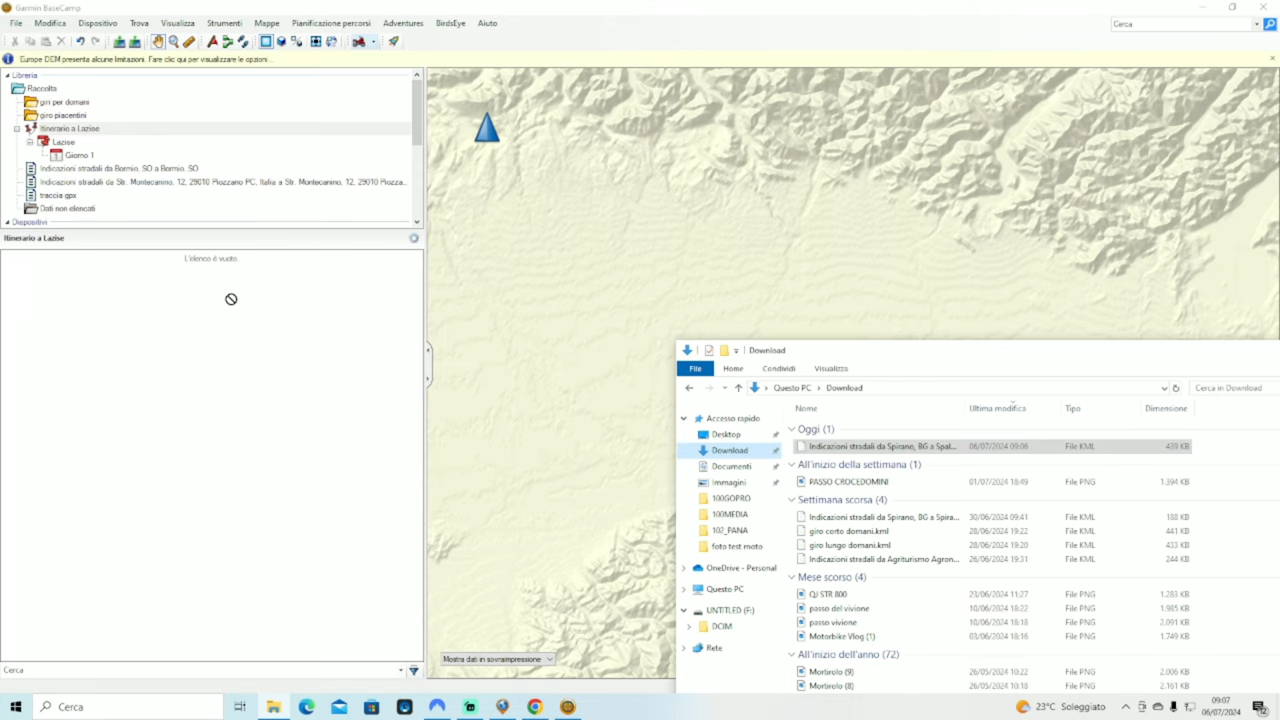 Garmin BaseCamp
File Modifica Dispositivo Trova Visualizza Strumenti Mappe Pianificazione percorsi Adventures BirdsEye Aiuto
Cerca
Europe DEM presenta alcune limitazioni. Fare clic qui per visualizzare le opzioni...
Libreria
Raccolta
giri per domani
giro piacentini
Itinerario a Lazise
Lazise
Giorno 1
Indicazioni stradali da Bormio, SO a Bormio, SO
Indicazioni stradali da Str. Montecanino, 12, 29010 Piozzano PC, Italia a Str. Montecanino, 12, 29010 Piozza...
traccia gpx
Dati non elencati
Dispositivi
Itinerario a Lazise
L'elenco è vuoto.
Cerca
Mostra dati in sovrimpressione
Download
File Home Condividi Visualizza
Questo PC Download
Cerca in Download
Accesso rapido
Desktop
Download
Documenti
Immagini
100GOPRO
100MEDIA
102_PANA
foto test moto
OneDrive - Personal
Questo PC
UNTITLED (F:)
DCIM
Rete
Nome Ultima modifica Tipo Dimensione
Oggi (1)
Indicazioni stradali da Spirano, BG a Spal... 06/07/2024 09:06 File KML 439 KB
All'inizio della settimana (1)
PASSO CROCEDOMINI 01/07/2024 18:49 File PNG 1.394 KB
Settimana scorsa (4)
Indicazioni stradali da Spirano, BG a Spira... 30/06/2024 09:41 File KML 188 KB
giro corto domani.kml 28/06/2024 19:22 File KML 441 KB
giro lungo domani.kml 28/06/2024 19:20 File KML 433 KB
Indicazioni stradali da Agriturismo Agron... 26/06/2024 19:31 File KML 244 KB
Mese scorso (4)
QJ STR 800 23/06/2024 11:27 File PNG 1.283 KB
passo del vivione 10/06/2024 18:22 File PNG 1.985 KB
passo vivione 10/06/2024 18:18 File PNG 2.091 KB
Motorbike Vlog (1) 03/06/2024 18:16 File PNG 1.749 KB
All'inizio dell'anno (72)
Mortirolo (9) 26/05/2024 10:22 File PNG 2.006 KB
Mortirolo (8) 26/05/2024 10:18 File PNG 2.161 KB
Cerca
23°C Soleggiato
09:07
06/07/2024
12